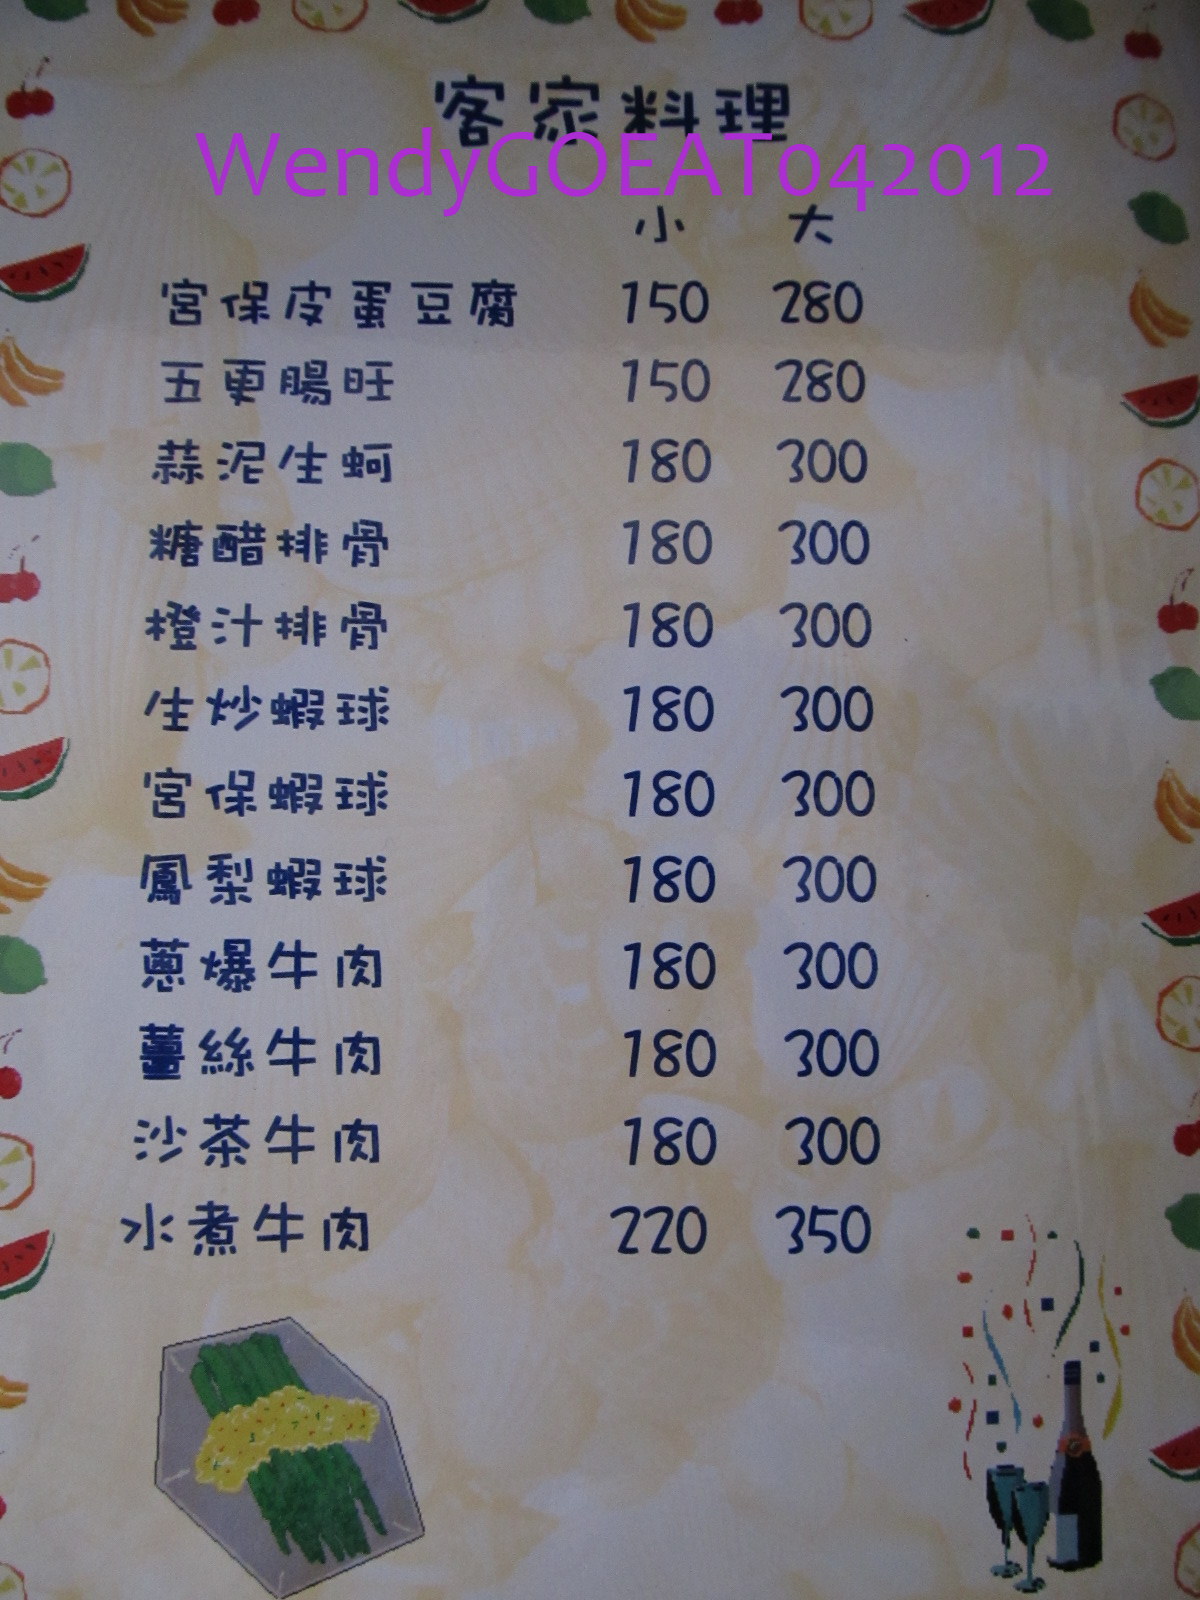 客家料理
WendyGOEAT042012
小 大
宮保皮蛋豆腐 150 280
五更腸旺 150 280
蒜泥生蚵 180 300
糖醋排骨 180 300
橙汁排骨 180 300
生炒蝦球 180 300
宮保蝦球 180 300
鳳梨蝦球 180 300
蔥爆牛肉 180 300
薑絲牛肉 180 300
沙茶牛肉 180 300
水煮牛肉 220 350